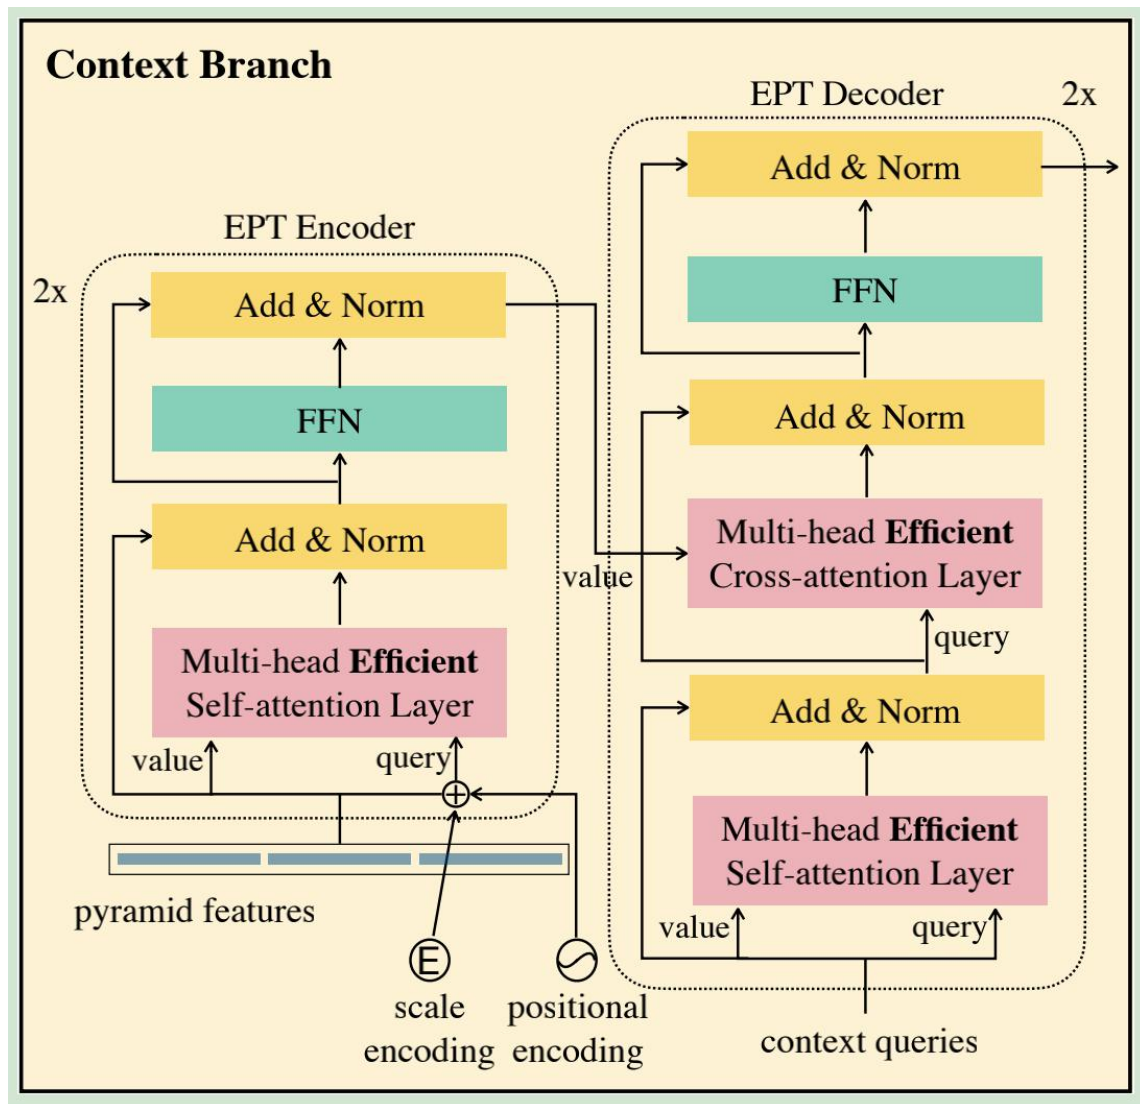 Context Branch
EPT Encoder
2x
Add & Norm
FFN
Add & Norm
Multi-head Efficient
Self-attention Layer
value
query
pyramid features
E
scale
encoding
positional
encoding
EPT Decoder
2x
Add & Norm
FFN
Add & Norm
Multi-head Efficient
Cross-attention Layer
value
query
Add & Norm
Multi-head Efficient
Self-attention Layer
value
query
context queries